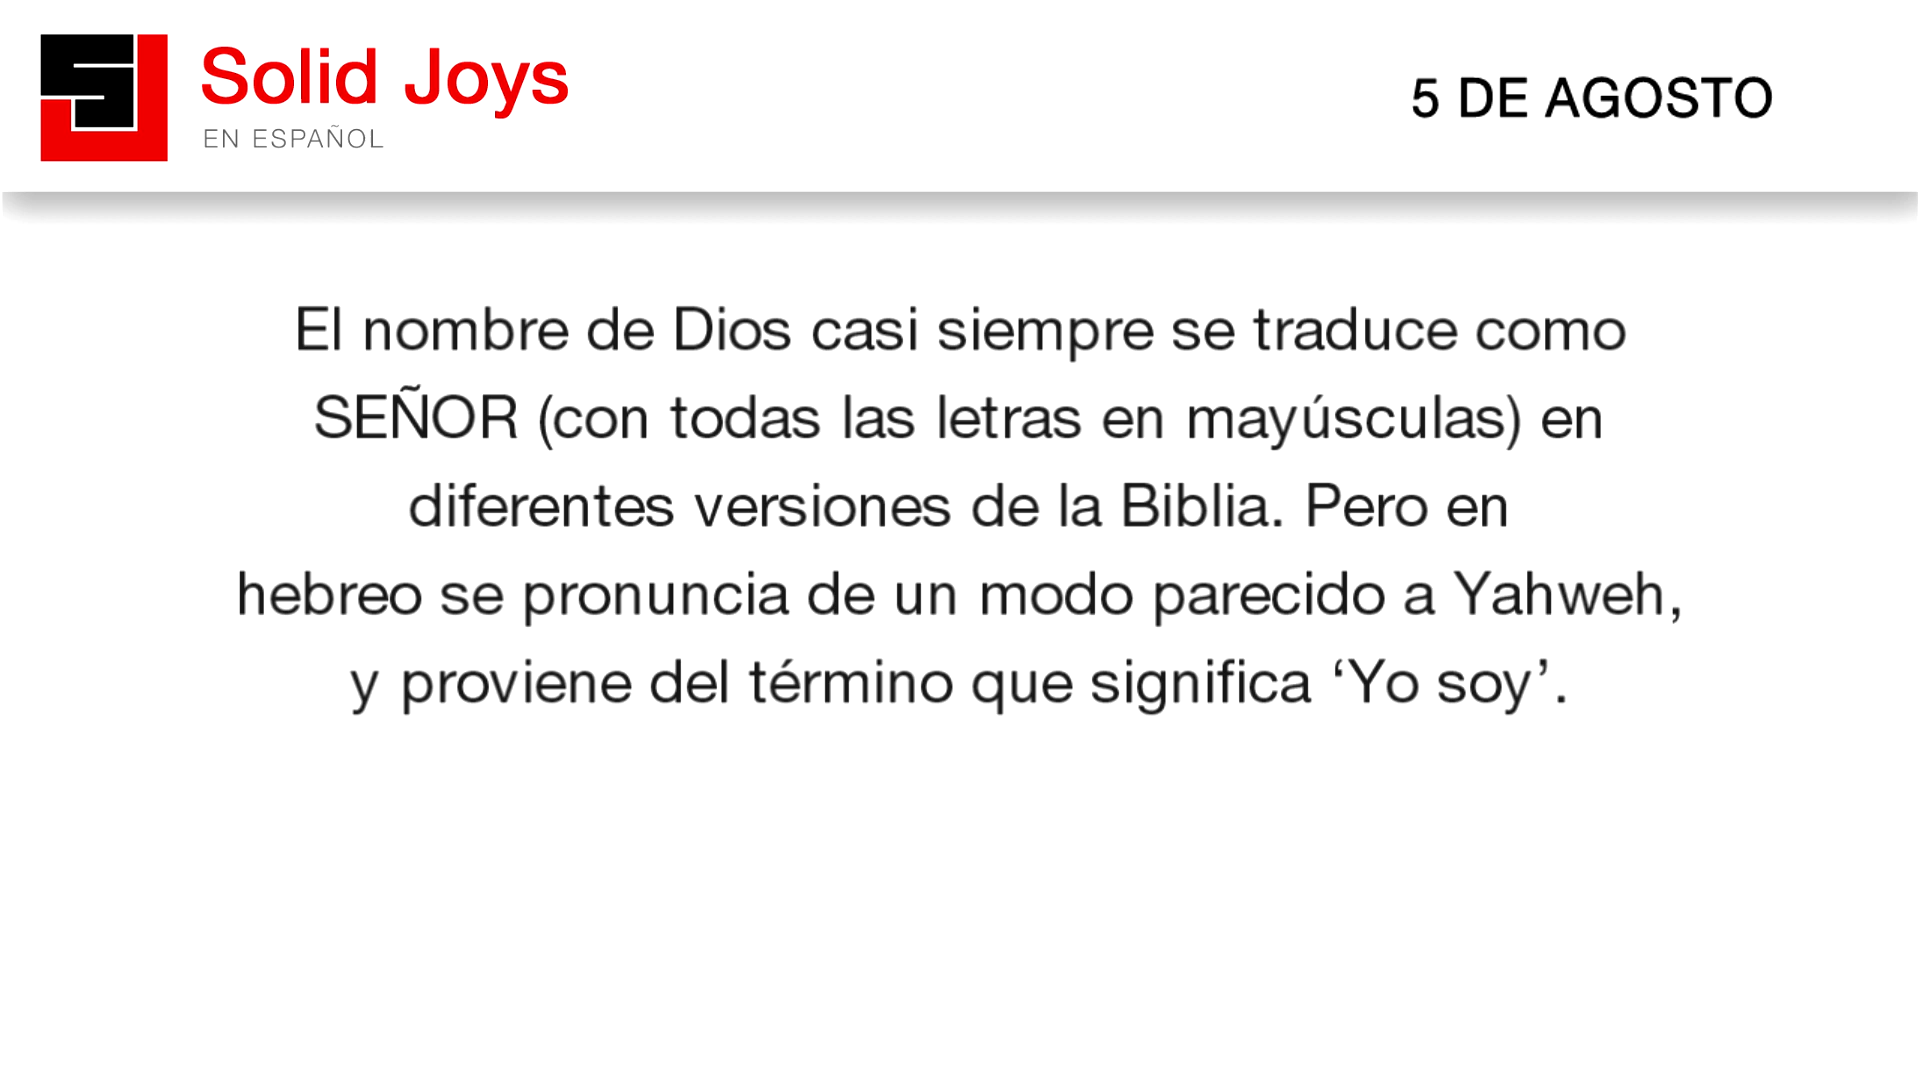 Solid Joys
EN ESPAÑOL
5 DE AGOSTO
El nombre de Dios casi siempre se traduce como
SEÑOR (con todas las letras en mayúsculas) en
diferentes versiones de la Biblia. Pero en
hebreo se pronuncia de un modo parecido a Yahweh,
y proviene del término que significa ‘Yo soy’.